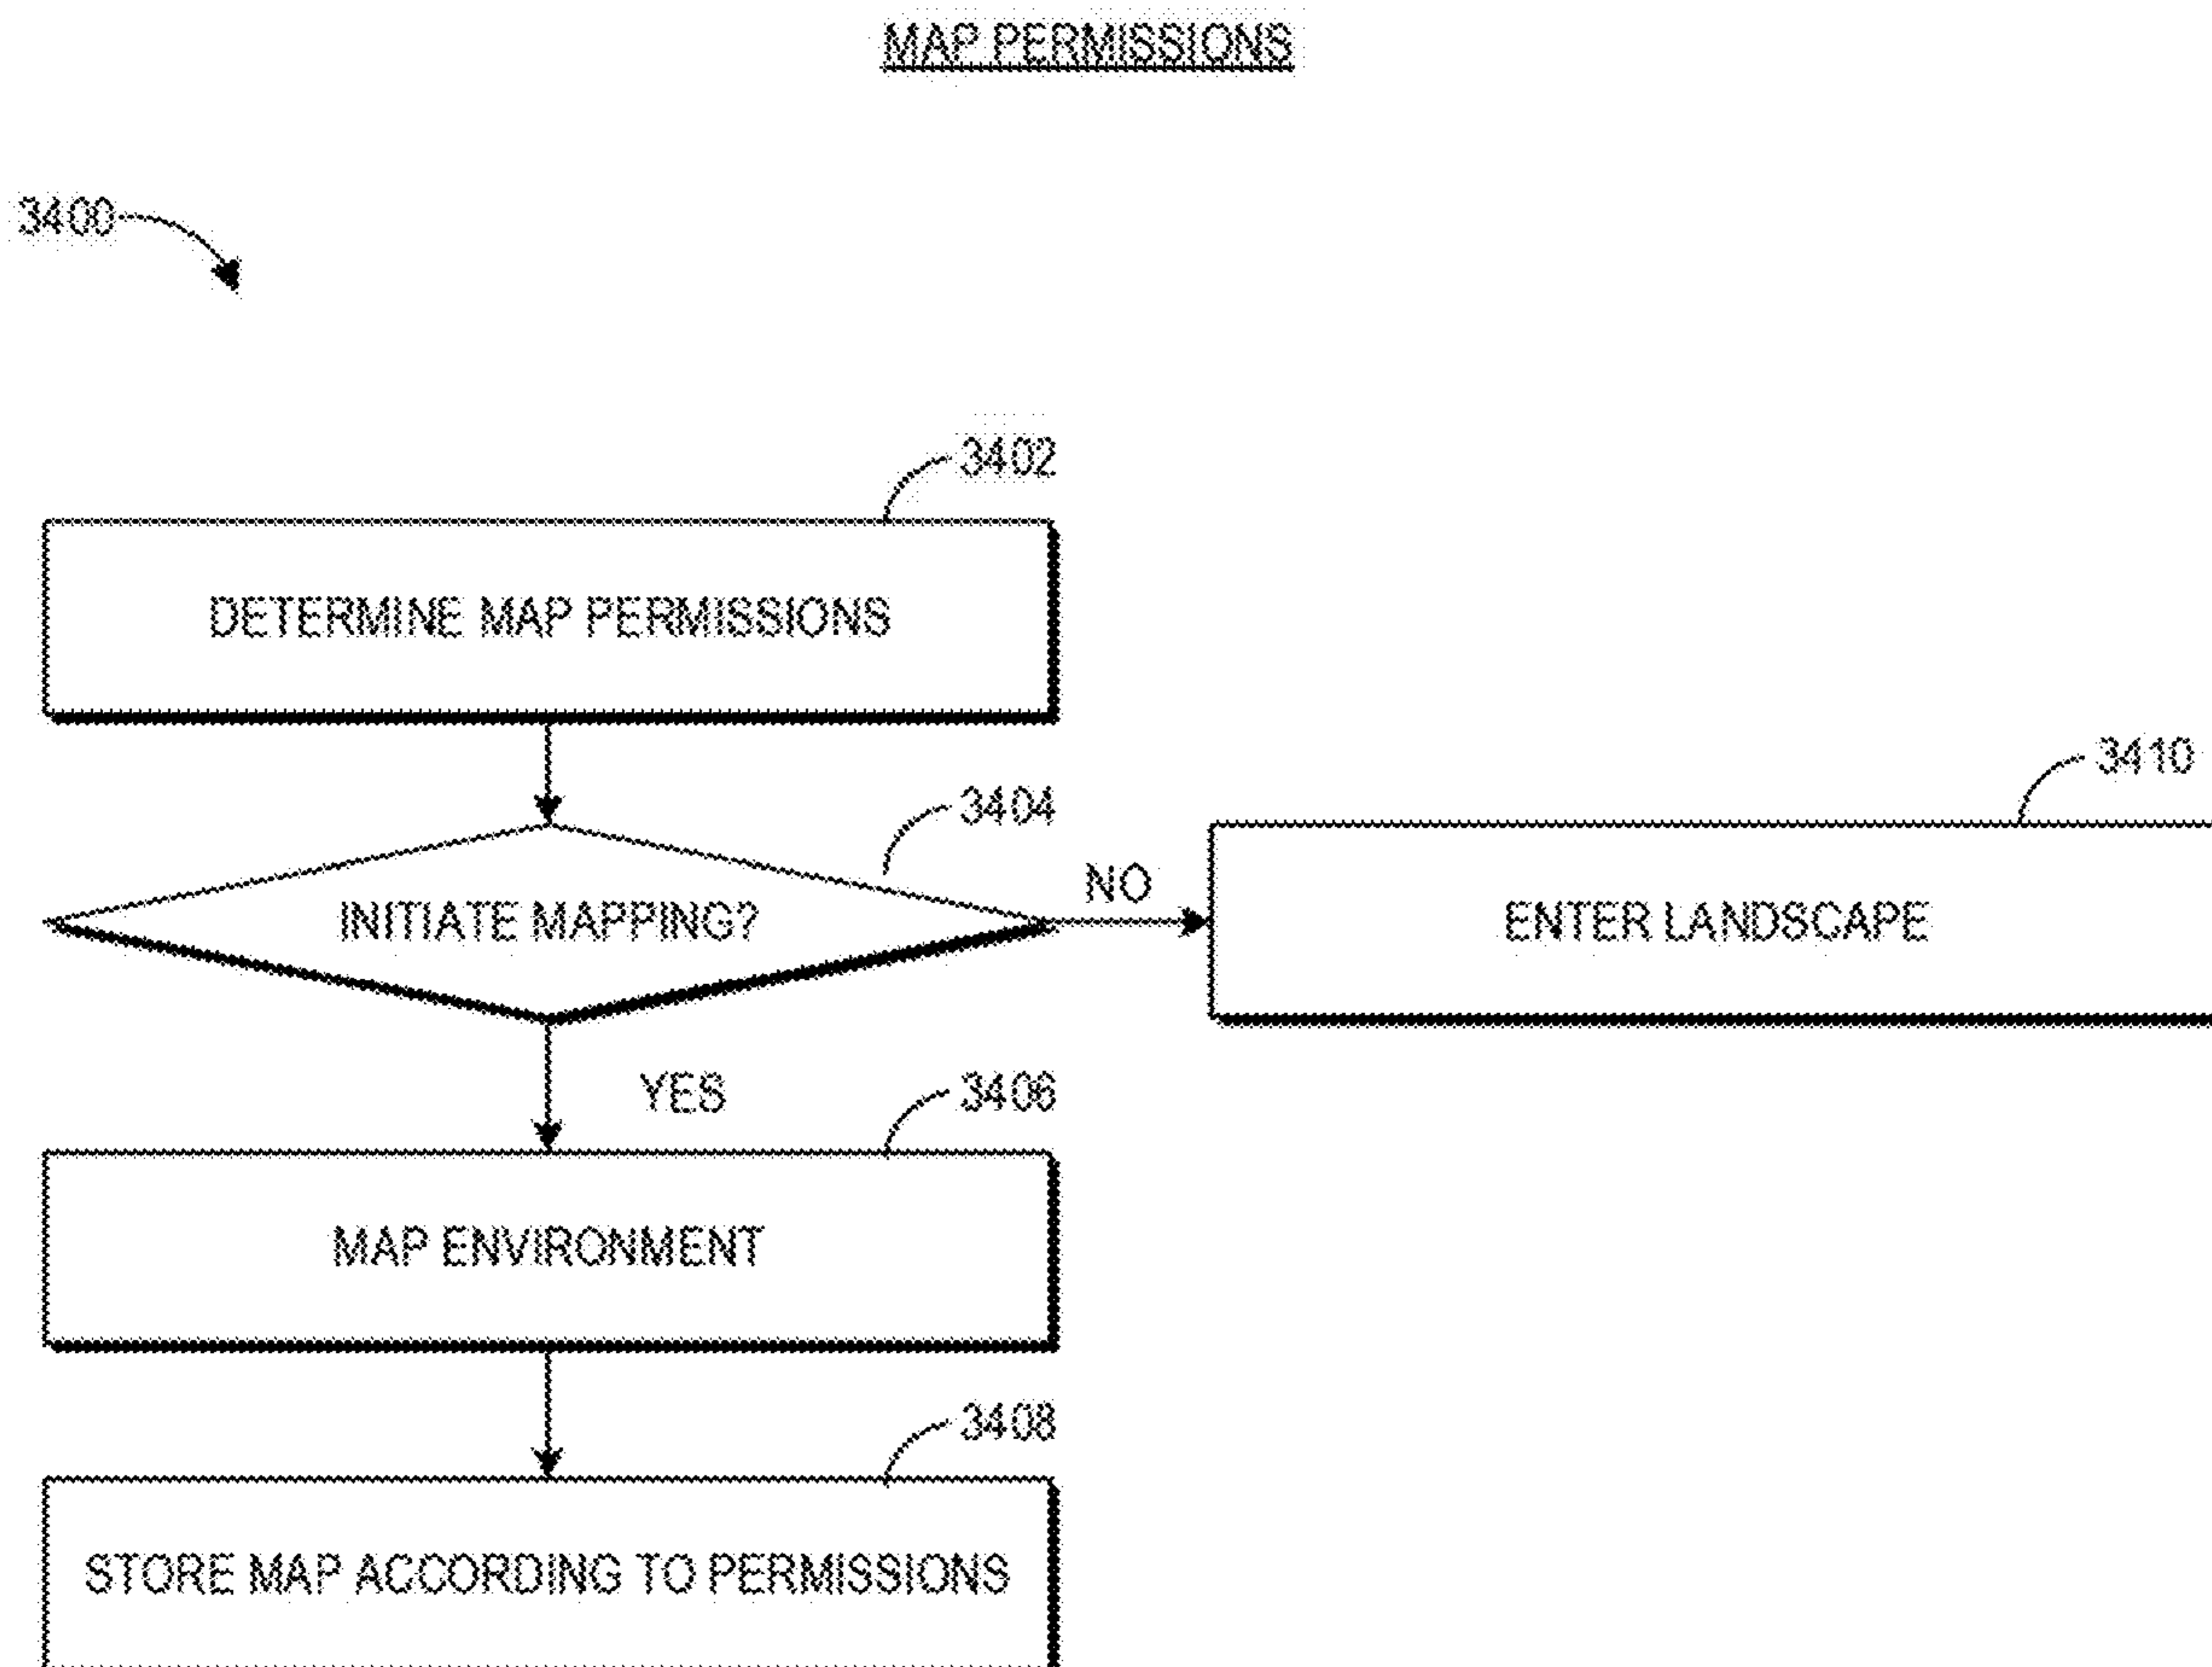 MAP PERMISSIONS
3400
3402
DETERMINE MAP PERMISSIONS
3404
INITIATE MAPPING?
NO
3410
ENTER LANDSCAPE
YES
3406
MAP ENVIRONMENT
3408
STORE MAP ACCORDING TO PERMISSIONS